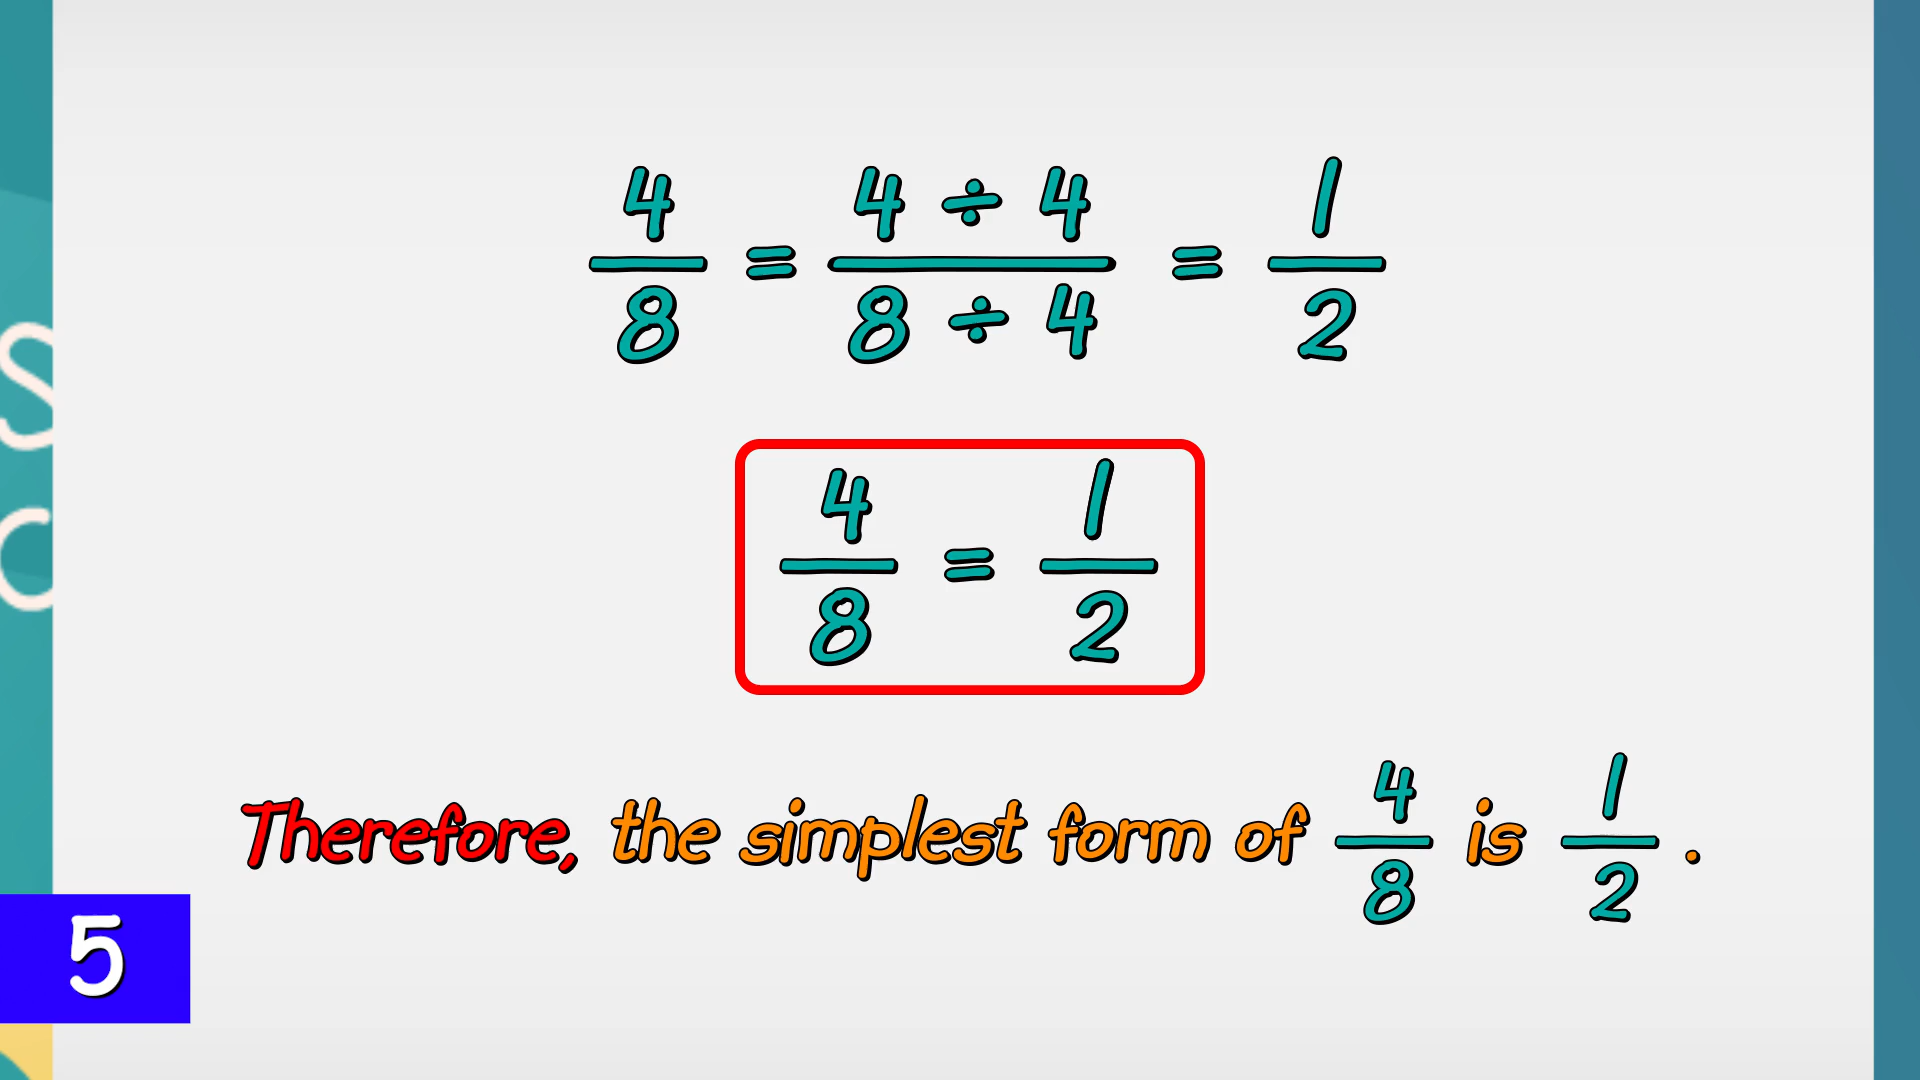 4/8 = (4 ÷ 4)/(8 ÷ 4) = 1/2
4/8 = 1/2
Therefore, the simplest form of 4/8 is 1/2 .
5